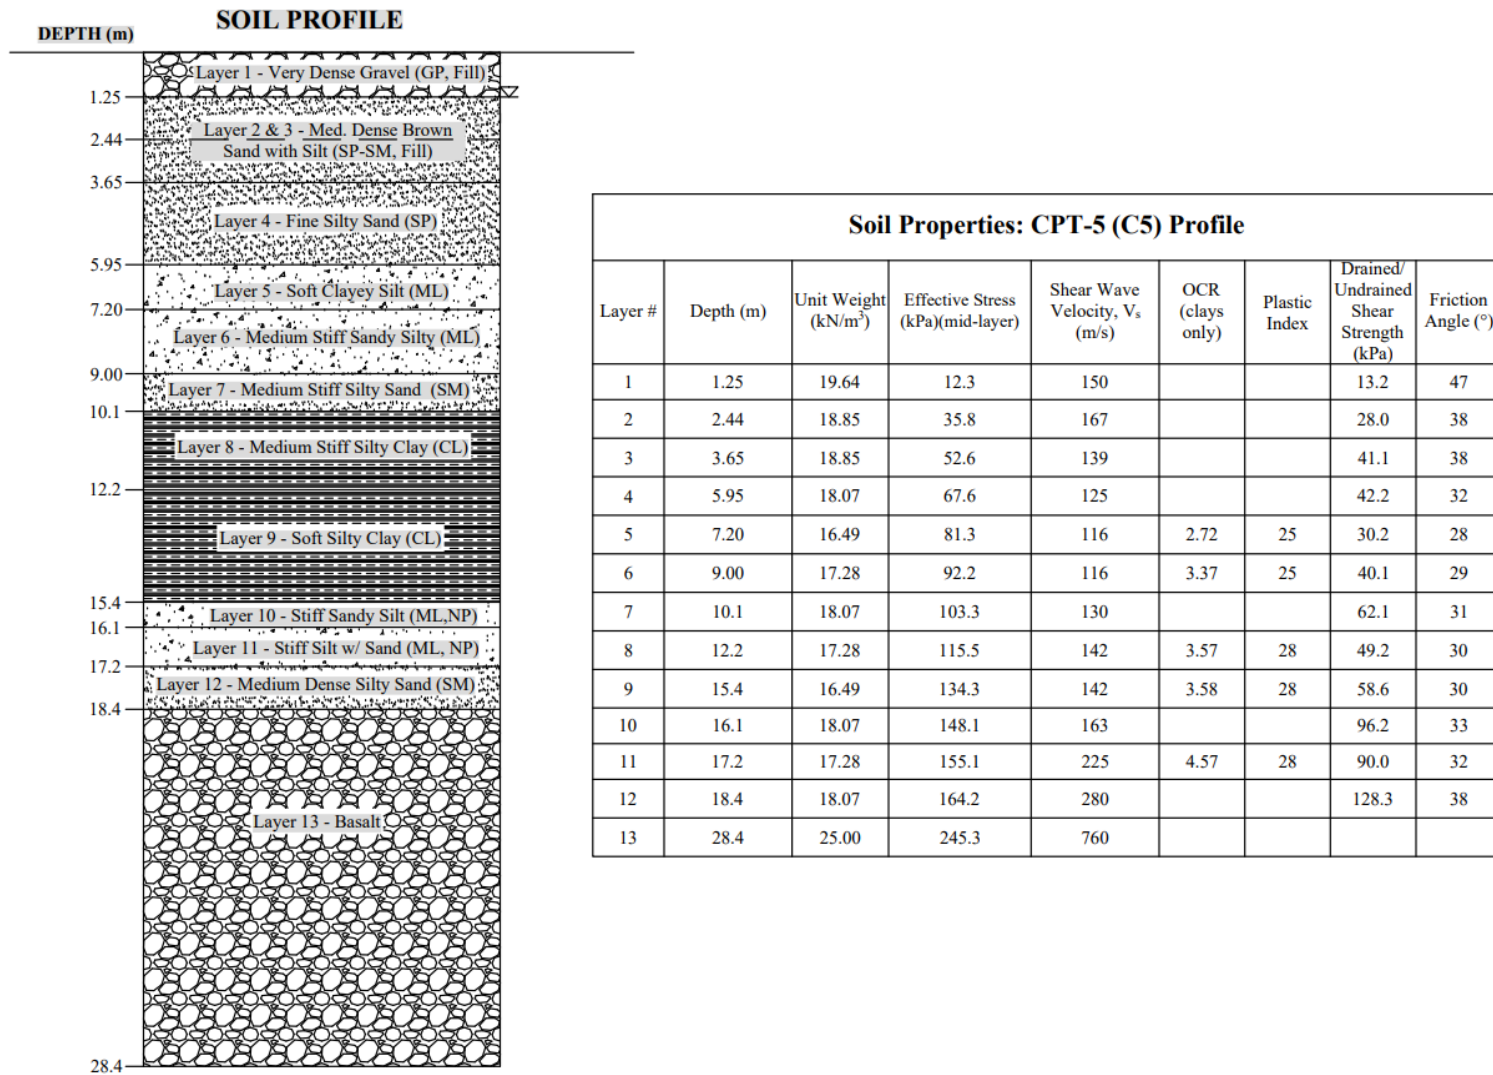 SOIL PROFILE
DEPTH (m)
Layer 1 - Very Dense Gravel (GP, Fill)
1.25
Layer 2 & 3 - Med. Dense Brown
2.44
Sand with Silt (SP-SM, Fill)
3.65
Layer 4 - Fine Silty Sand (SP)
5.95
Layer 5 - Soft Clayey Silt (ML)
7.20
Layer 6 - Medium Stiff Sandy Silty (ML)
9.00
Layer 7 - Medium Stiff Silty Sand (SM)
10.1
Layer 8 - Medium Stiff Silty Clay (CL)
12.2
Layer 9 - Soft Silty Clay (CL)
15.4
Layer 10 - Stiff Sandy Silt (ML,NP)
16.1
Layer 11 - Stiff Silt w/ Sand (ML, NP)
17.2
Layer 12 - Medium Dense Silty Sand (SM)
18.4
Layer 13 - Basalt
28.4
Soil Properties: CPT-5 (C5) Profile
Layer # Depth (m) Unit Weight (kN/m³) Effective Stress (kPa)(mid-layer) Shear Wave Velocity, Vs (m/s) OCR (clays only) Plastic Index Drained/ Undrained Shear Strength (kPa) Friction Angle (°)
1 1.25 19.64 12.3 150 13.2 47
2 2.44 18.85 35.8 167 28.0 38
3 3.65 18.85 52.6 139 41.1 38
4 5.95 18.07 67.6 125 42.2 32
5 7.20 16.49 81.3 116 2.72 25 30.2 28
6 9.00 17.28 92.2 116 3.37 25 40.1 29
7 10.1 18.07 103.3 130 62.1 31
8 12.2 17.28 115.5 142 3.57 28 49.2 30
9 15.4 16.49 134.3 142 3.58 28 58.6 30
10 16.1 18.07 148.1 163 96.2 33
11 17.2 17.28 155.1 225 4.57 28 90.0 32
12 18.4 18.07 164.2 280 128.3 38
13 28.4 25.00 245.3 760